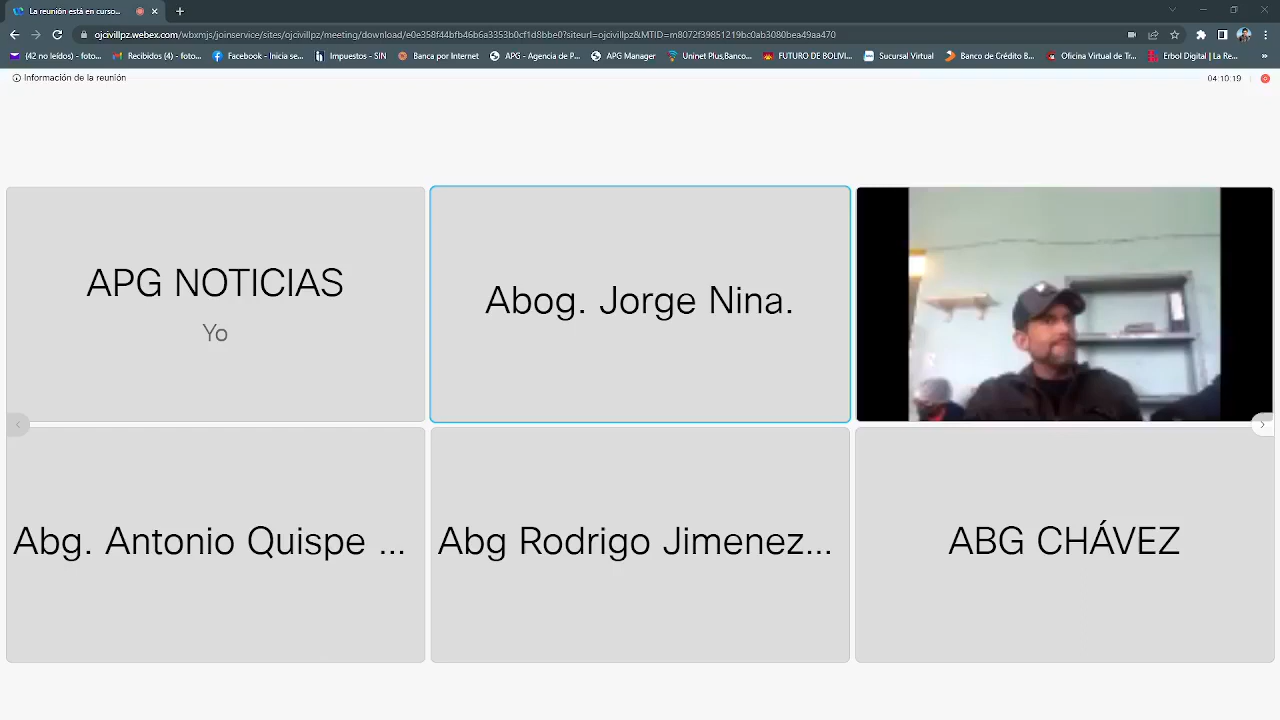 La reunión está en curso...
ojcivillpz.webex.com/wbxmjs/joinservice/sites/ojcivillpz/meeting/download/e0e358f44bfb46b6a3353b0cf1d9bbe0?siteurl=ojcivillpz&MTID=m8072f39851219bc0ab3080bea49aa470
(42 no leído) - foto... Recibidos (4) - foto... Facebook - Inicia se... Impuestos - SIN Banca por Internet APG - Agencia de P... APG Manager Uninet Plus,Banco... FUTURO DE BOLIVI... Sucursal Virtual Banco de Crédito B... Oficina Virtual de Tr... Erbol Digital | La Re... »
Información de la reunión 04:10:19
APG NOTICIAS
Yo
Abog. Jorge Nina.
Abg. Antonio Quispe ...
Abg Rodrigo Jimenez...
ABG CHÁVEZ